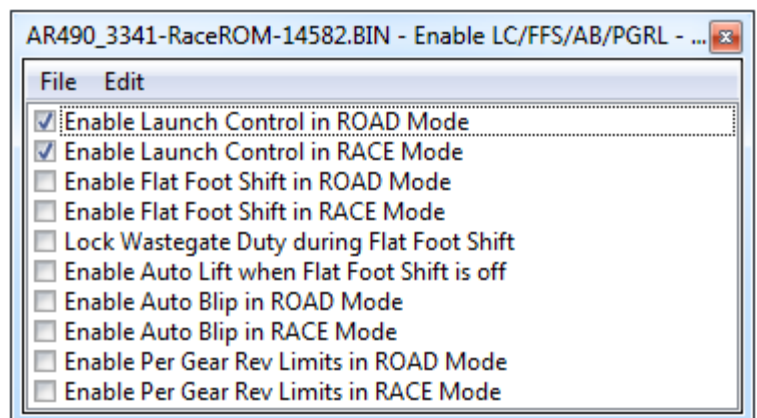 AR490_3341-RaceROM-14582.BIN - Enable LC/FFS/AB/PGRL - ...
File Edit
Enable Launch Control in ROAD Mode
Enable Launch Control in RACE Mode
Enable Flat Foot Shift in ROAD Mode
Enable Flat Foot Shift in RACE Mode
Lock Wastegate Duty during Flat Foot Shift
Enable Auto Lift when Flat Foot Shift is off
Enable Auto Blip in ROAD Mode
Enable Auto Blip in RACE Mode
Enable Per Gear Rev Limits in ROAD Mode
Enable Per Gear Rev Limits in RACE Mode